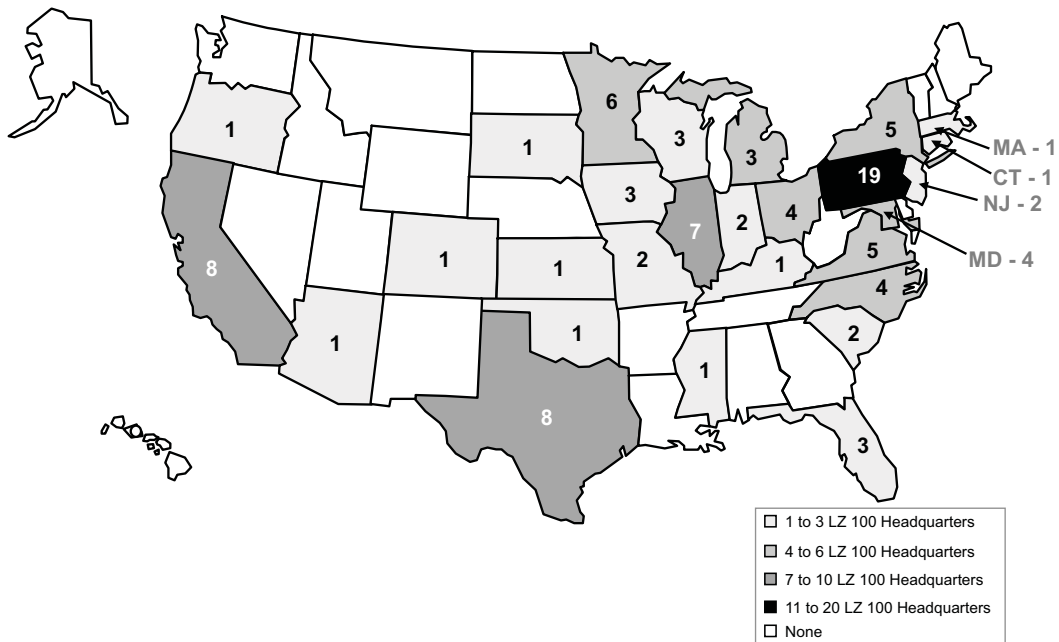 6
1
3
5
1
3
MA - 1
19
CT - 1
3
2
4
NJ - 2
7
8
1
1
2
1
5
MD - 4
4
1
1
2
1
8
3
1 to 3 LZ 100 Headquarters
4 to 6 LZ 100 Headquarters
7 to 10 LZ 100 Headquarters
11 to 20 LZ 100 Headquarters
None